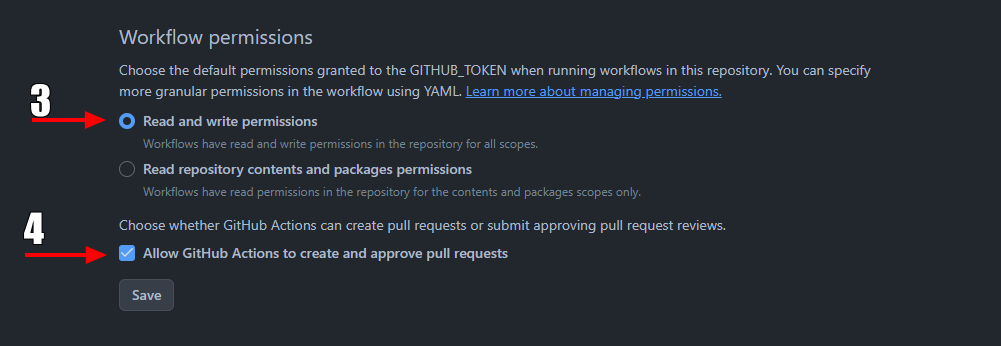 Workflow permissions
Choose the default permissions granted to the GITHUB_TOKEN when running workflows in this repository. You can specify
more granular permissions in the workflow using YAML. Learn more about managing permissions.
3
Read and write permissions
Workflows have read and write permissions in the repository for all scopes.
Read repository contents and packages permissions
Workflows have read permissions in the repository for the contents and packages scopes only.
Choose whether GitHub Actions can create pull requests or submit approving pull request reviews.
4
Allow GitHub Actions to create and approve pull requests
Save